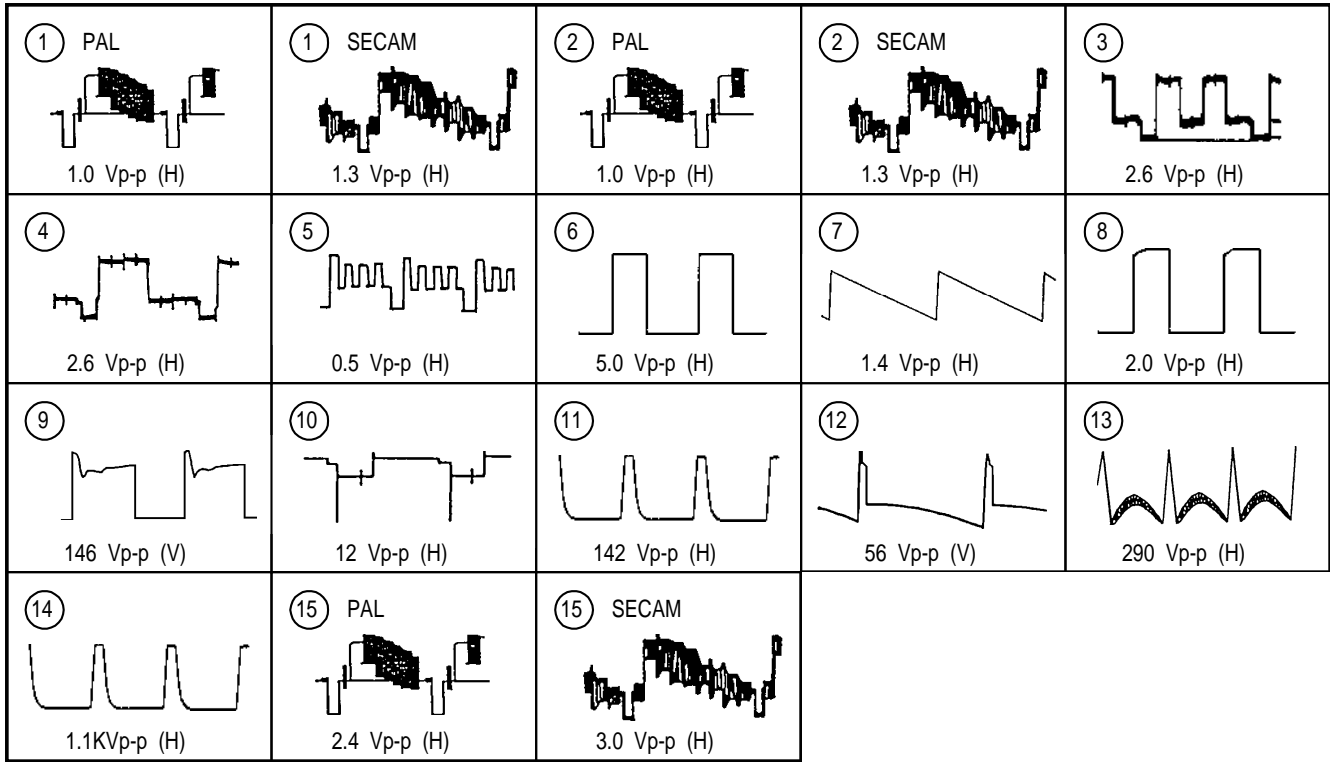 1 PAL
1.0 Vp-p (H)
1 SECAM
1.3 Vp-p (H)
2 PAL
1.0 Vp-p (H)
2 SECAM
1.3 Vp-p (H)
3
2.6 Vp-p (H)
4
2.6 Vp-p (H)
5
0.5 Vp-p (H)
6
5.0 Vp-p (H)
7
1.4 Vp-p (H)
8
2.0 Vp-p (H)
9
146 Vp-p (V)
10
12 Vp-p (H)
11
142 Vp-p (H)
12
56 Vp-p (V)
13
290 Vp-p (H)
14
1.1KVp-p (H)
15 PAL
2.4 Vp-p (H)
15 SECAM
3.0 Vp-p (H)